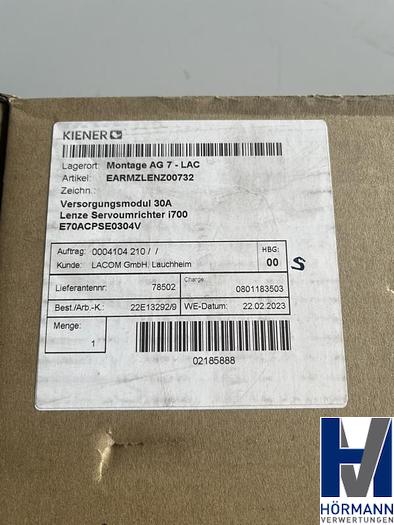 KIENER
Lagerort: Montage AG 7 - LAC
Artikel: EARMZLENZ00732
Zeichn.:
Versorgungsmodul 30A
Lenze Servoumrichter i700
E70ACPSE0304V
Auftrag: 0004104 210 / / HBG:
Kunde: LACOM GmbH, Lauchheim 00 S
Lieferantennr: 78502 Charge: 0801183503
Best./Arb.-K.: 22E13292/9 WE-Datum: 22.02.2023
Menge:
1
02185888
HÖRMANN
VERWERTUNGEN